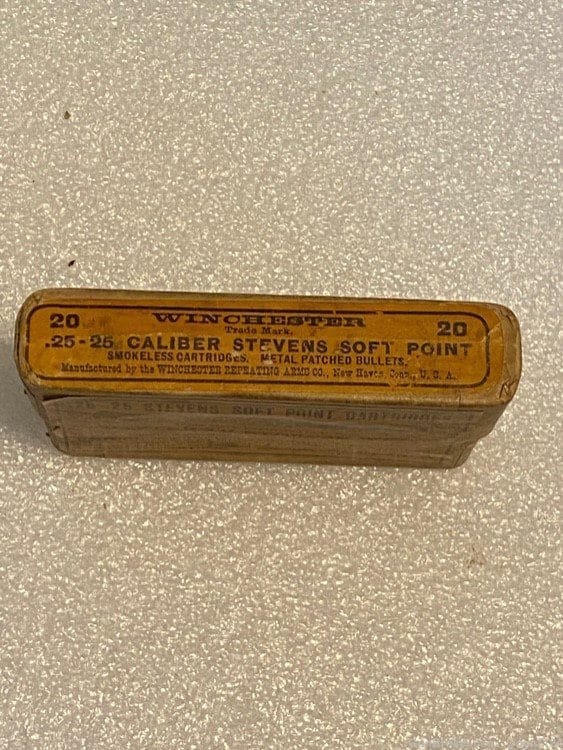 20 WINCHESTER 20
Trade Mark.
.25-25 CALIBER STEVENS SOFT POINT
SMOKELESS CARTRIDGES. METAL PATCHED BULLETS.
Manufactured by the WINCHESTER REPEATING ARMS CO., New Haven, Conn., U. S. A.
25 STEVENS SOFT POINT